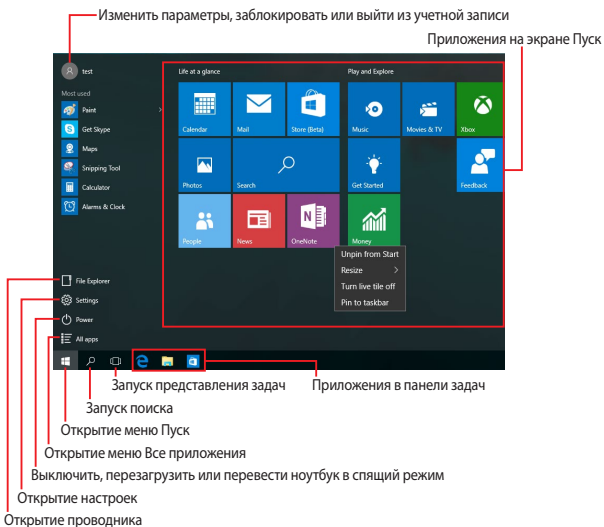 Изменить параметры, заблокировать или выйти из учетной записи
Приложения на экране Пуск
test
Life at a glance
Play and Explore
Most used
Paint
Get Skype
Maps
Snipping Tool
Calculator
Alarms & Clock
Calendar
Mail
Store (Beta)
Music
Movies & TV
Xbox
Photos
Search
Get Started
Feedback
People
News
OneNote
Money
Unpin from Start
Resize
Turn live tile off
Pin to taskbar
File Explorer
Settings
Power
All apps
Запуск представления задач
Приложения в панели задач
Запуск поиска
Открытие меню Пуск
Открытие меню Все приложения
Выключить, перезагрузить или перевести ноутбук в спящий режим
Открытие настроек
Открытие проводника